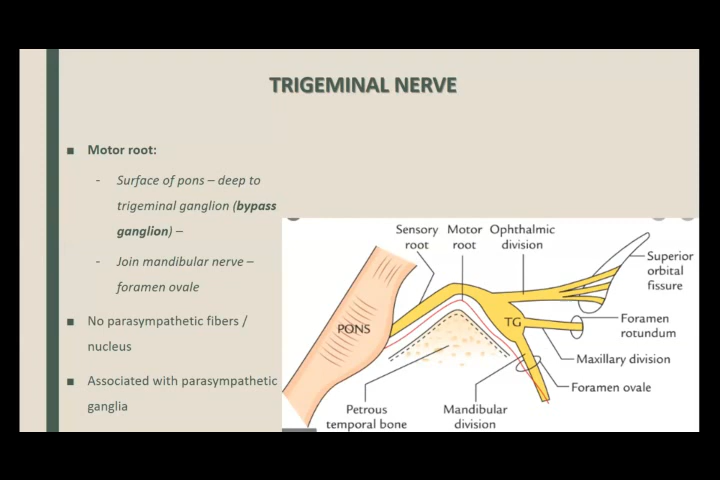 TRIGEMINAL NERVE
■ Motor root:
- Surface of pons – deep to
trigeminal ganglion (bypass
ganglion) –
- Join mandibular nerve –
foramen ovale
■ No parasympathetic fibers /
nucleus
■ Associated with parasympathetic
ganglia
Sensory
root
Motor
root
Ophthalmic
division
Superior
orbital
fissure
PONS
TG
Foramen
rotundum
Maxillary division
Foramen ovale
Petrous
temporal bone
Mandibular
division